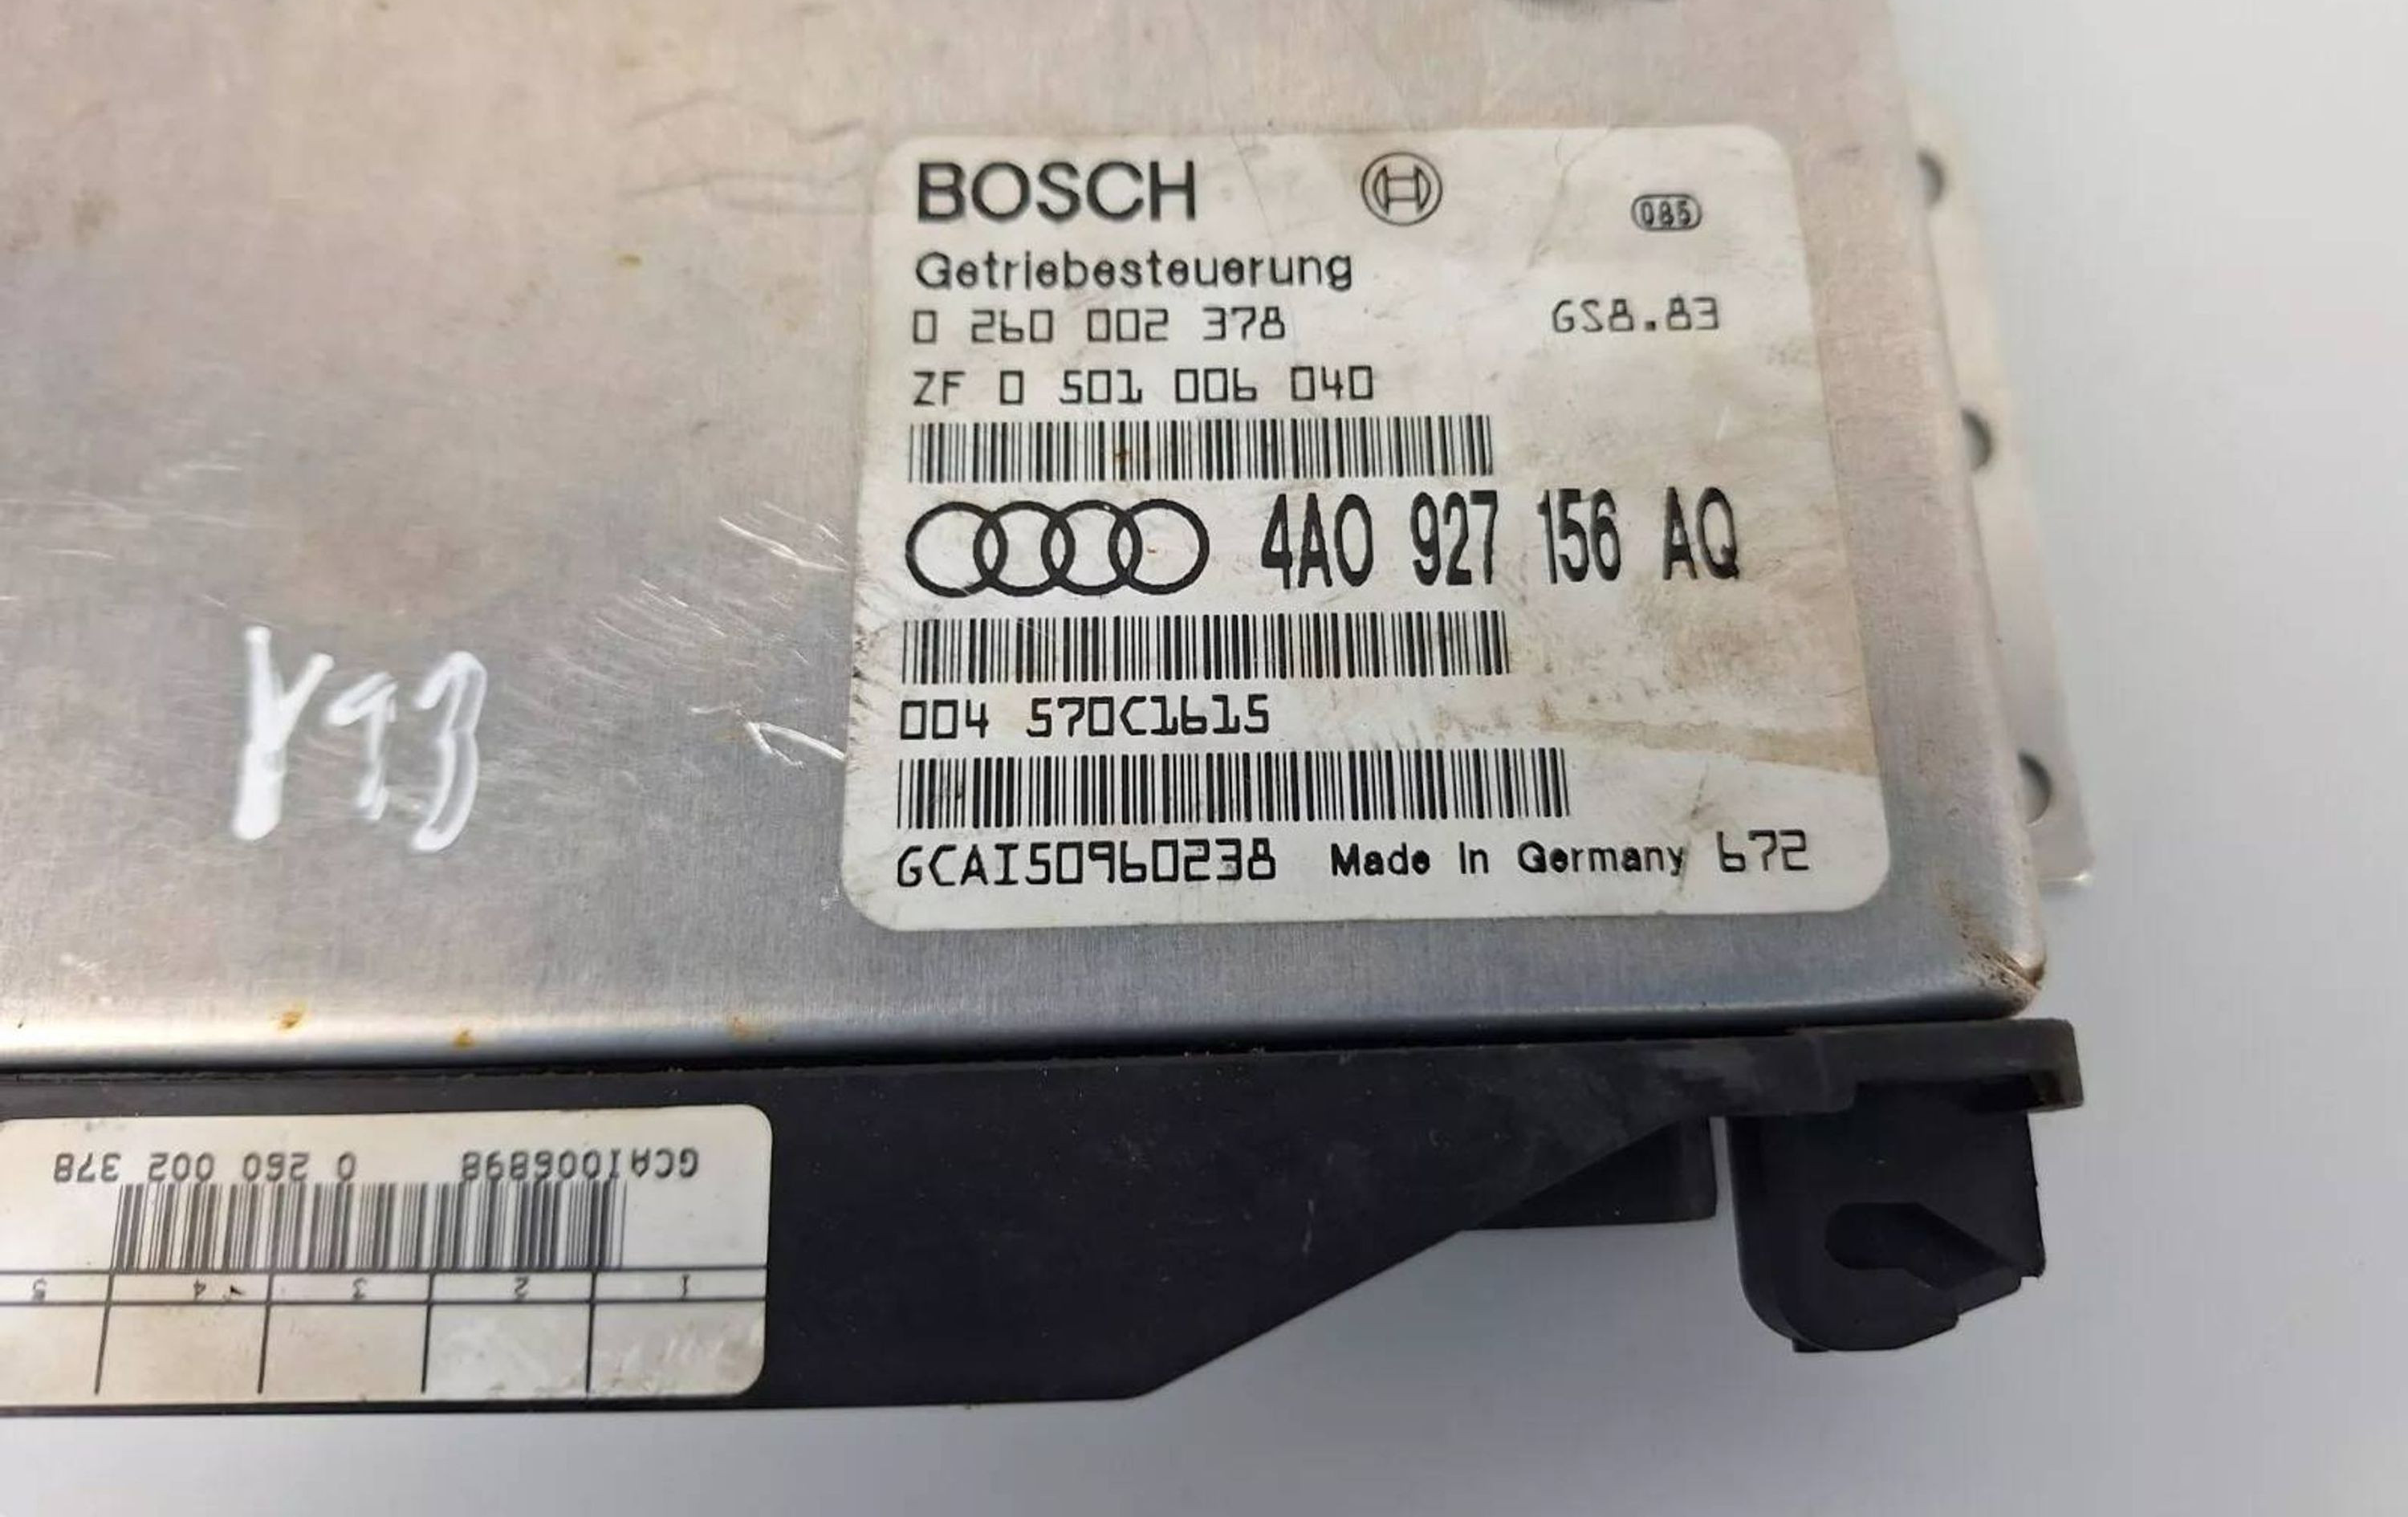 BOSCH
085
Getriebesteuerung
0 260 002 378 GS8.83
ZF 0 501 006 040
4A0 927 156 AQ
004 570C1615
GCAI50960238 Made In Germany 672
GCAI006898 0 260 002 378
1 2 3 4 5